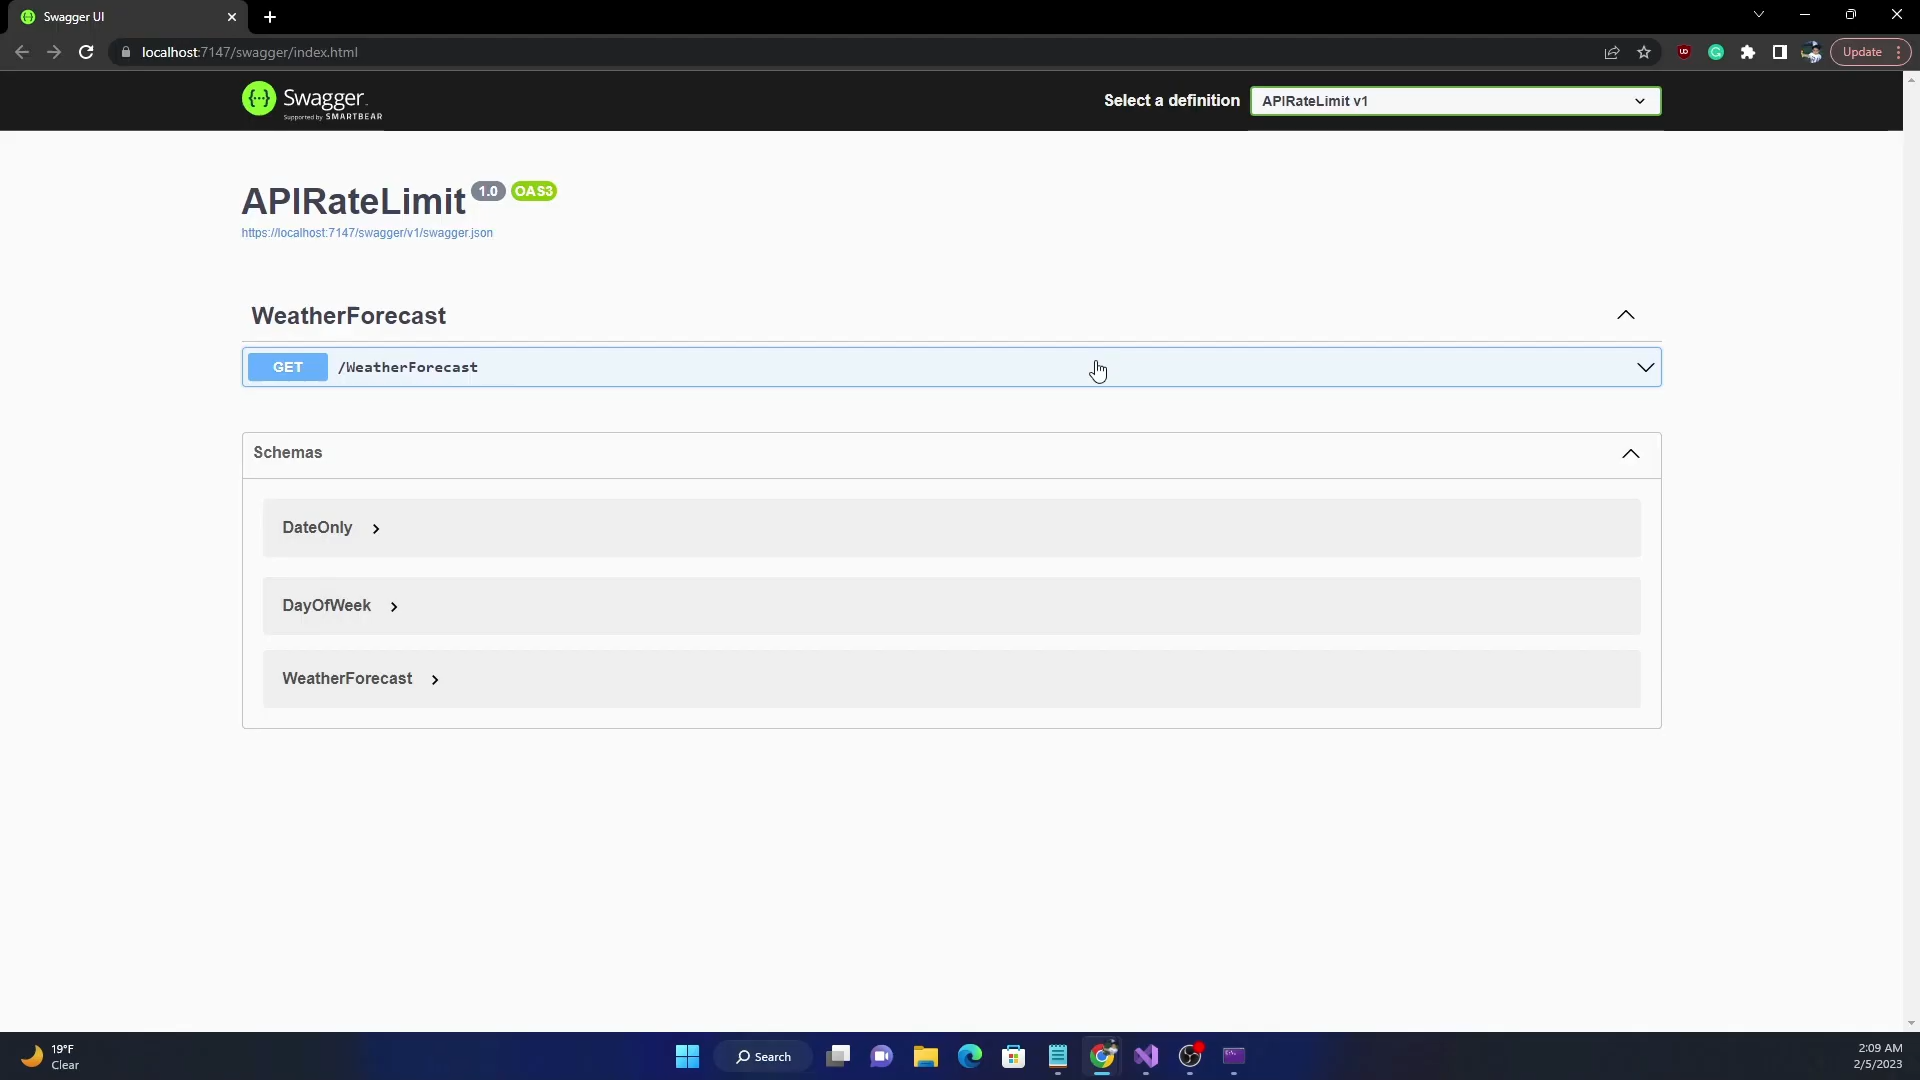 Swagger UI
localhost:7147/swagger/index.html
Update
Swagger
Supported by SMARTBEAR
Select a definition
APIRateLimit v1
APIRateLimit 1.0 OAS3
https://localhost:7147/swagger/v1/swagger.json
WeatherForecast
GET /WeatherForecast
Schemas
DateOnly
DayOfWeek
WeatherForecast
19°F
Clear
Search
2:09 AM
2/5/2023